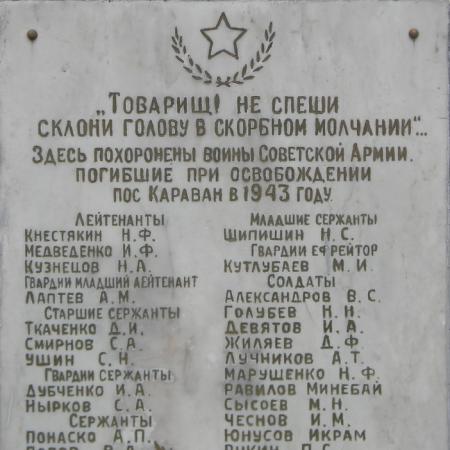 „Товарищ! не спеши
склони голову в скорбном молчании"...
Здесь похоронены воины Советской Армии.
погибшие при освобождении
пос Караван в 1943 году.
Лейтенанты
Кнестякин Н.Ф.
Медведенко И.Ф.
Кузнецов Н.А.
Гвардии младший лейтенант
Лаптев А.М.
Старшие сержанты
Ткаченко Д.И.
Смирнов С.А.
Ушин С.Н.
Гвардии сержанты
Дубченко И.А.
Нырков С.А.
Сержанты
Понаско А.П.
Младшие сержанты
Шипишин Н.С.
Гвардии ефрейтор
Кутлубаев М.И.
Солдаты
Александров В.С.
Голубев Н.Н.
Девятов И.А.
Жиляев Д.Ф.
Лучников А.Т.
Марущенко Н.Ф.
Равилов Минебай
Сысоев М.Н.
Чеснов И.М.
Юнусов Икрам